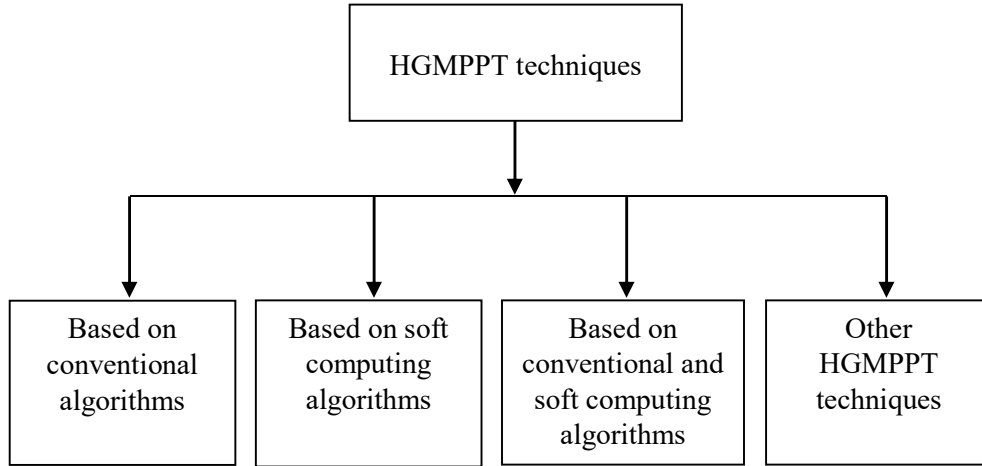 HGMPPT techniques
Based on
conventional
algorithms
Based on soft
computing
algorithms
Based on
conventional and
soft computing
algorithms
Other
HGMPPT
techniques